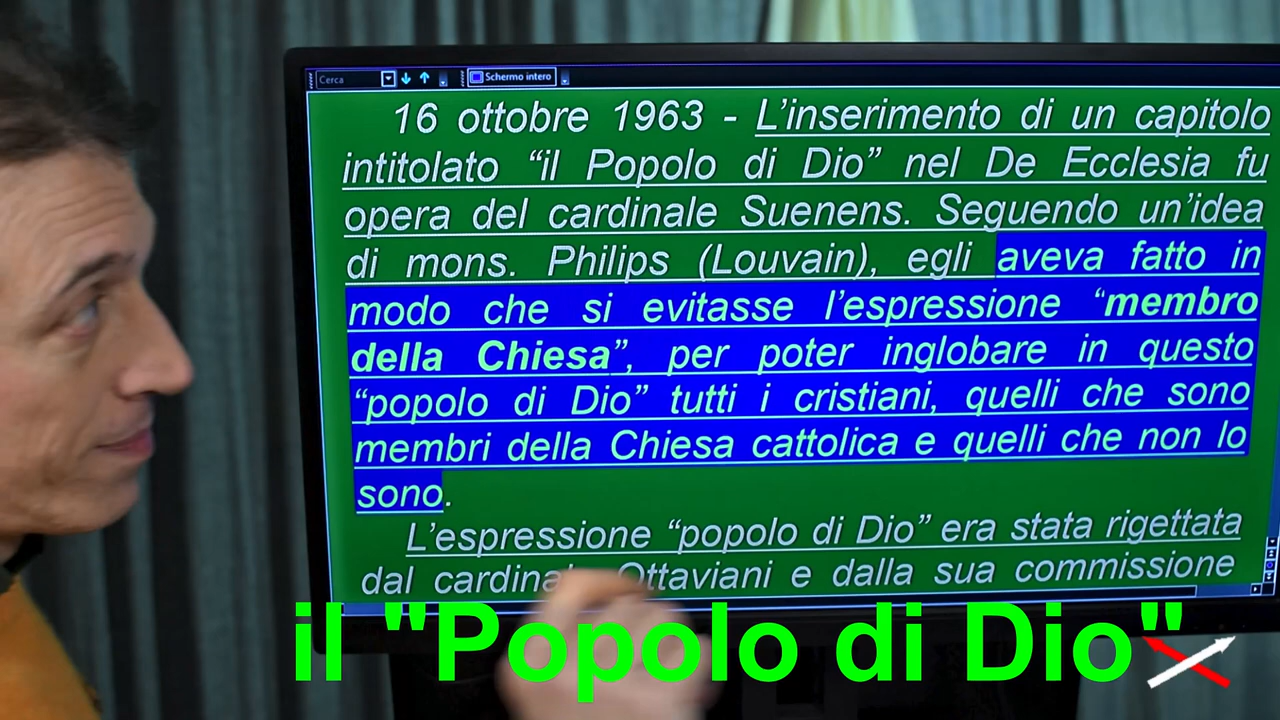 Cerca
Schermo intero
16 ottobre 1963 - L’inserimento di un capitolo
intitolato “il Popolo di Dio” nel De Ecclesia fu
opera del cardinale Suenens. Seguendo un’idea
di mons. Philips (Louvain), egli aveva fatto in
modo che si evitasse l’espressione “membro
della Chiesa”, per poter inglobare in questo
“popolo di Dio” tutti i cristiani, quelli che sono
membri della Chiesa cattolica e quelli che non lo
sono.
L’espressione “popolo di Dio” era stata rigettata
dal cardinale Ottaviani e dalla sua commissione
il "Popolo di Dio"